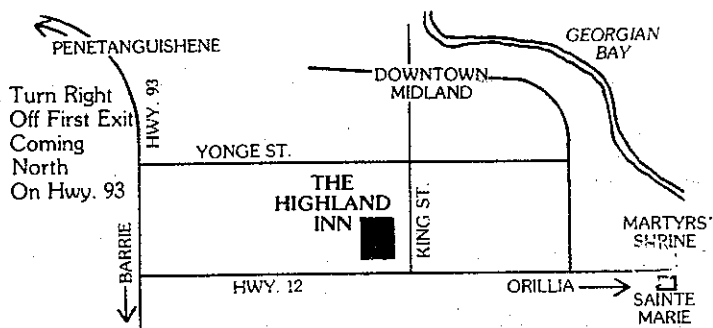 PENETANGUISHENE
GEORGIAN
BAY
DOWNTOWN
MIDLAND
Turn Right
Off First Exit
Coming
North
On Hwy. 93
HWY. 93
YONGE ST.
THE
HIGHLAND
INN
KING ST.
MARTYRS'
SHRINE
BARRIE
HWY. 12
ORILLIA
SAINTE
MARIE